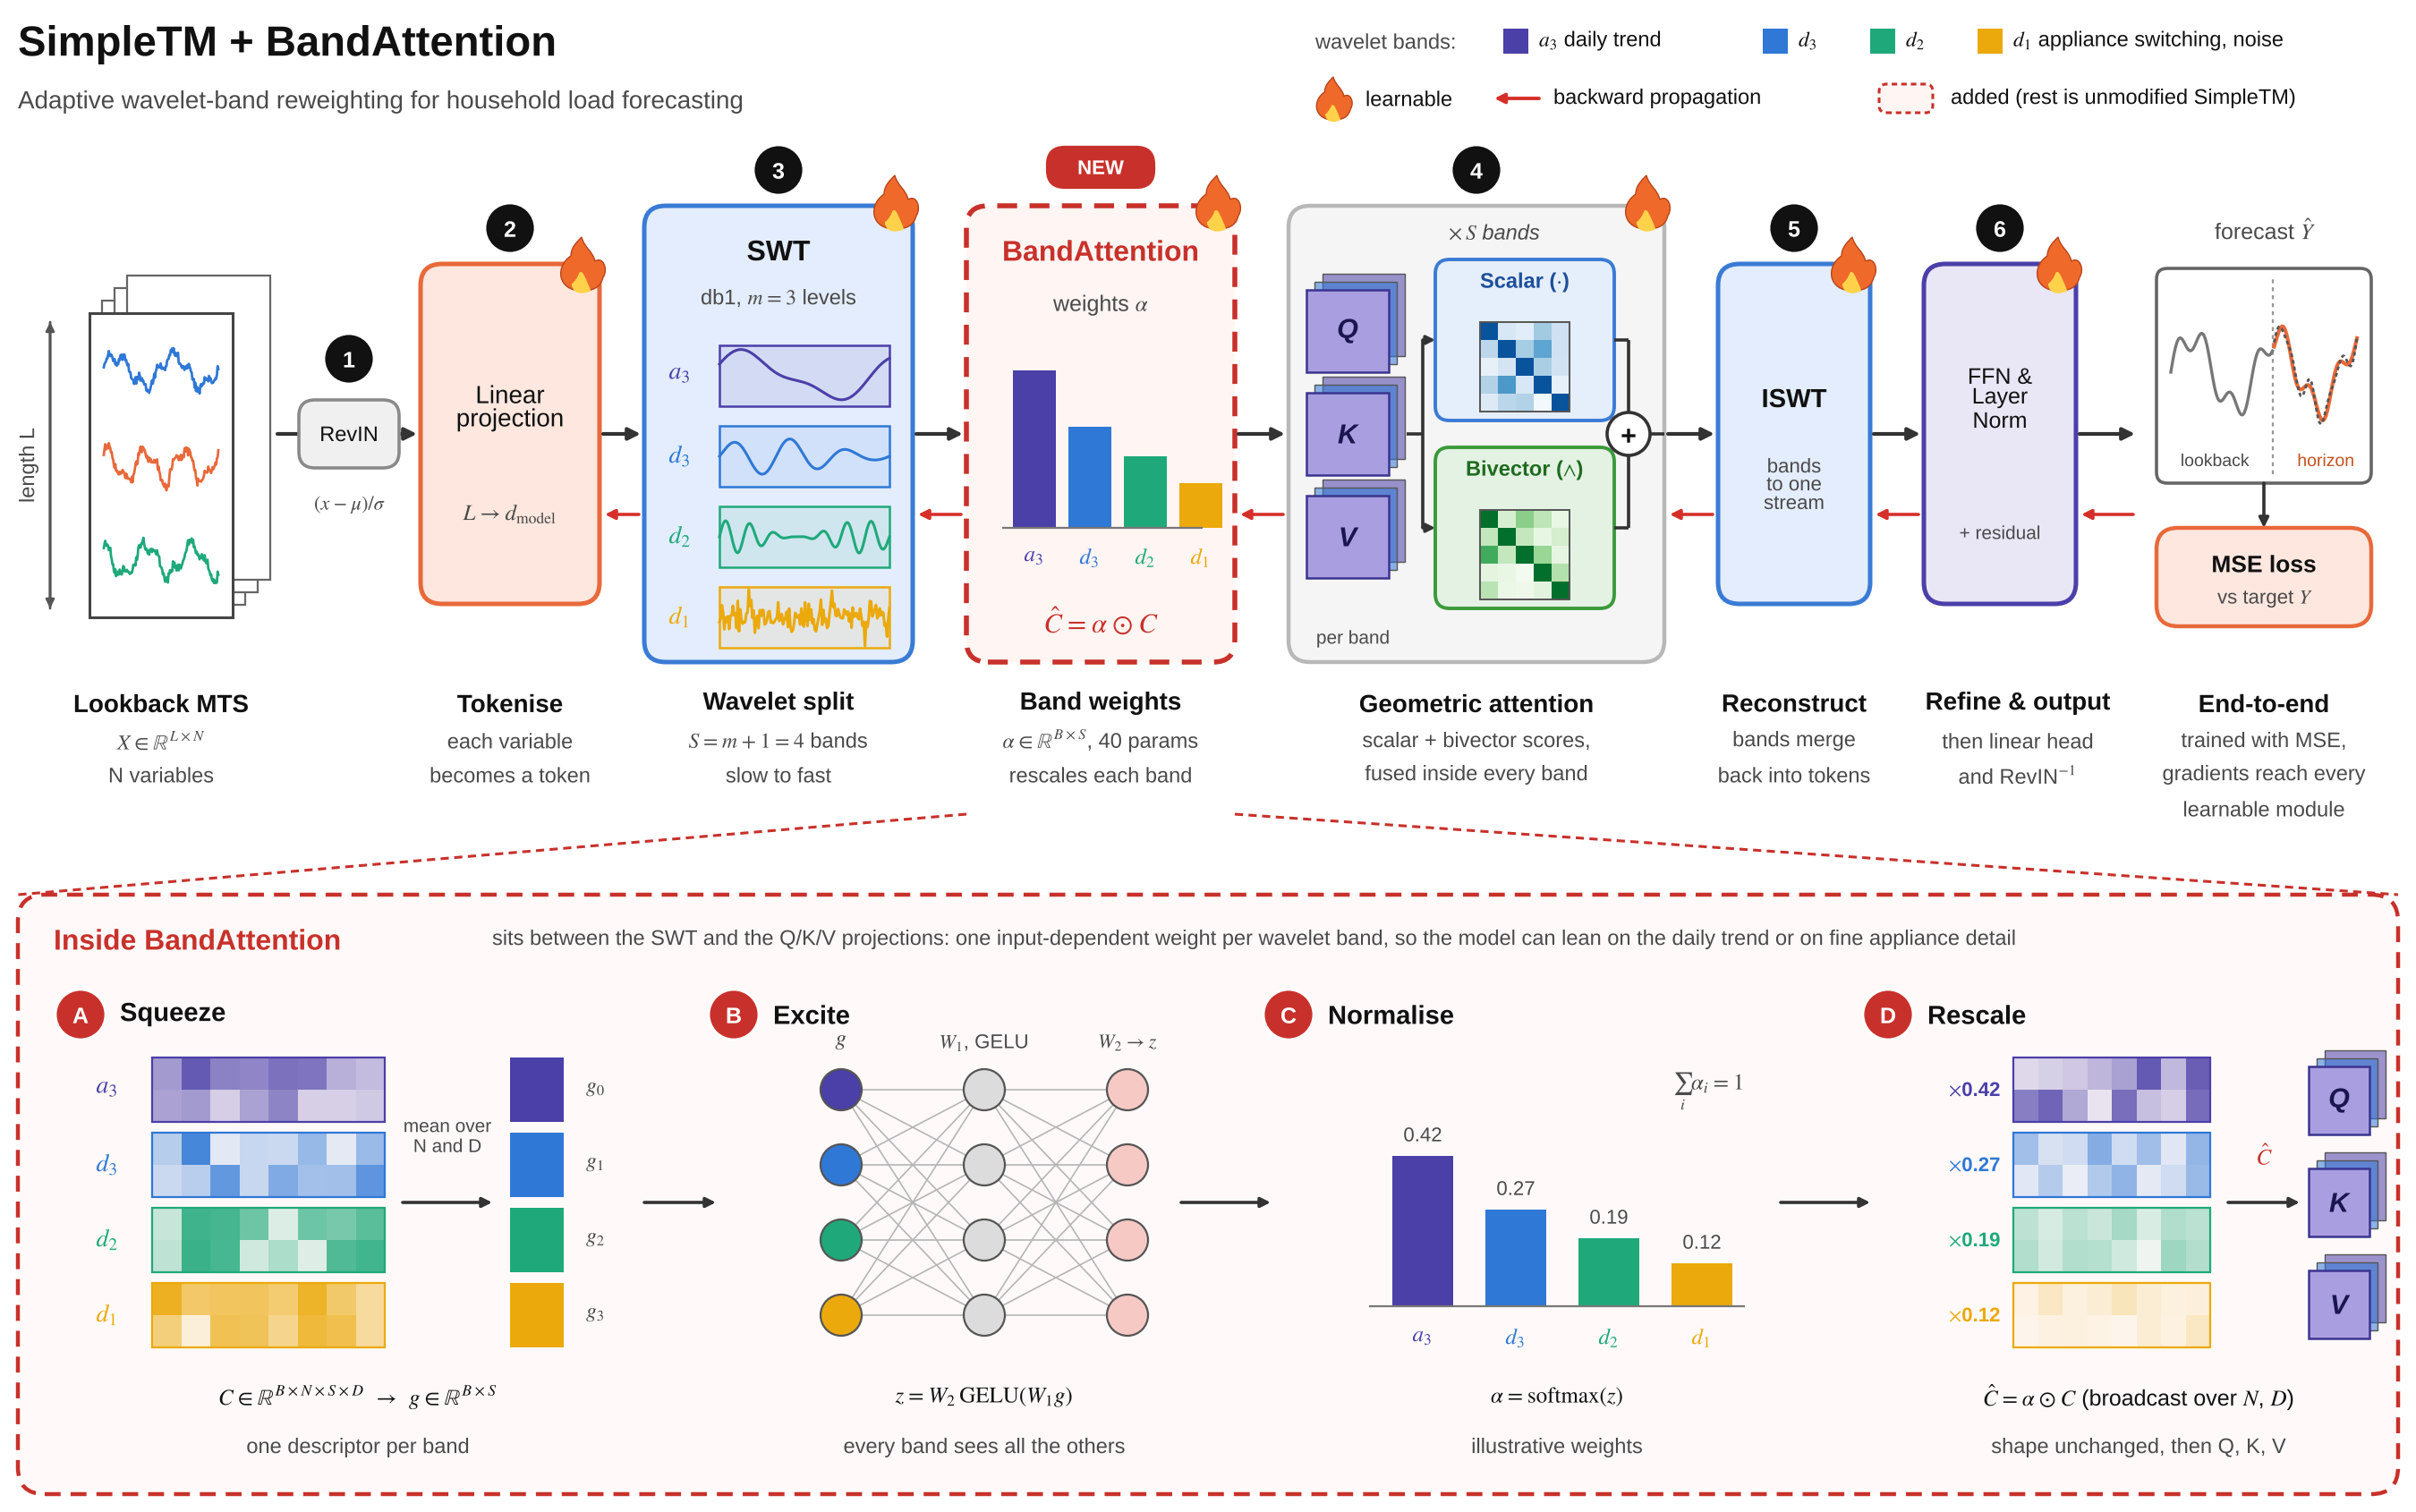 SimpleTM + BandAttention
Adaptive wavelet-band reweighting for household load forecasting
wavelet bands:
a₃ daily trend
d₃
d₂
d₁ appliance switching, noise
learnable
backward propagation
added (rest is unmodified SimpleTM)
length L
1
RevIN
(x − μ)/σ
2
Linear
projection
L → d_model
3
SWT
db1, m = 3 levels
a₃
d₃
d₂
d₁
NEW
BandAttention
weights α
a₃ d₃ d₂ d₁
Ĉ = α ⊙ C
4
× S bands
Q
K
V
Scalar (·)
Bivector (∧)
+
per band
5
ISWT
bands
to one
stream
6
FFN &
Layer
Norm
+ residual
forecast Ŷ
lookback
horizon
MSE loss
vs target Y
Lookback MTS
X ∈ ℝ^{L×N}
N variables
Tokenise
each variable
becomes a token
Wavelet split
S = m + 1 = 4 bands
slow to fast
Band weights
α ∈ ℝ^{B×S}, 40 params
rescales each band
Geometric attention
scalar + bivector scores,
fused inside every band
Reconstruct
bands merge
back into tokens
Refine & output
then linear head
and RevIN⁻¹
End-to-end
trained with MSE,
gradients reach every
learnable module
Inside BandAttention
sits between the SWT and the Q/K/V projections: one input-dependent weight per wavelet band, so the model can lean on the daily trend or on fine appliance detail
A Squeeze
a₃
d₃
d₂
d₁
mean over
N and D
g₀
g₁
g₂
g₃
C ∈ ℝ^{B×N×S×D} → g ∈ ℝ^{B×S}
one descriptor per band
B Excite
g
W₁, GELU
W₂ → z
z = W₂ GELU(W₁g)
every band sees all the others
C Normalise
∑_i α_i = 1
0.42
0.27
0.19
0.12
a₃ d₃ d₂ d₁
α = softmax(z)
illustrative weights
D Rescale
×0.42
×0.27
×0.19
×0.12
Ĉ
Q
K
V
Ĉ = α ⊙ C (broadcast over N, D)
shape unchanged, then Q, K, V